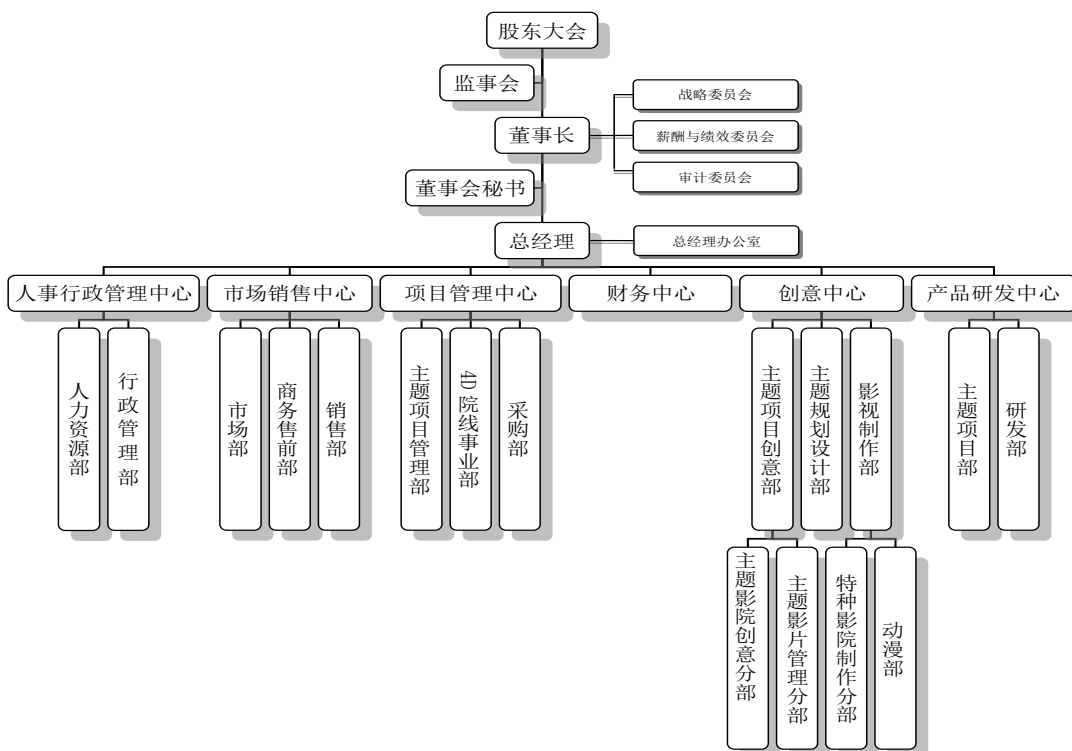 股东大会
监事会
战略委员会
董事长
薪酬与绩效委员会
审计委员会
董事会秘书
总经理
总经理办公室
人事行政管理中心
市场销售中心
项目管理中心
财务中心
创意中心
产品研发中心
人力资源部
行政管理部
市场部
商务售前部
销售部
主题项目管理部
4D院线事业部
采购部
主题项目创意部
主题规划设计部
影视制作部
主题项目部
研发部
主题影院创意分部
主题影片管理分部
特种影院制作分部
动漫部